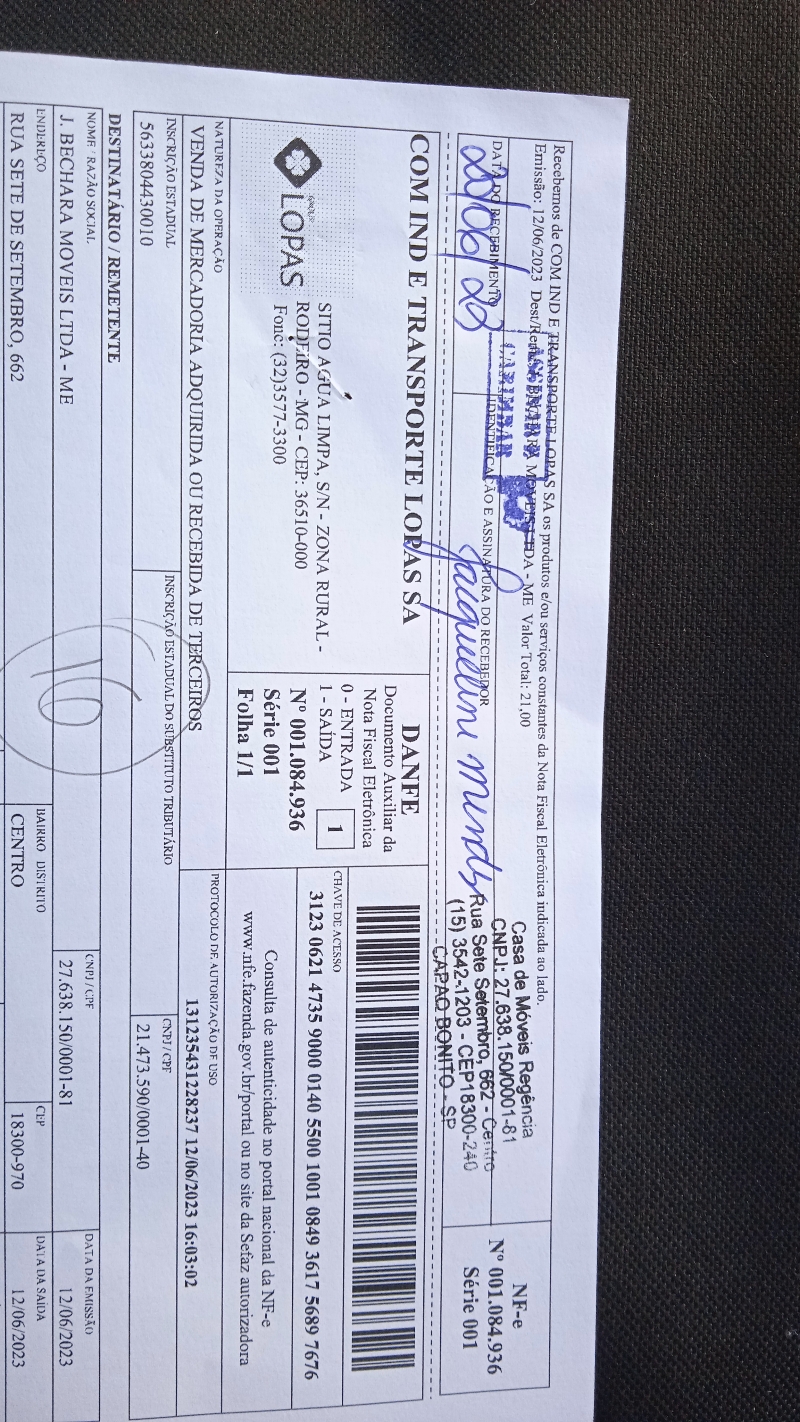 Recebemos de COM IND E TRANSPORTE LOPAS SA os produtos e/ou serviços constantes da Nota Fiscal Eletrônica indicada ao lado.
Emissão: 12/06/2023 Dest/Rem: J. BECHARA MOVEIS LTDA - ME Valor Total: 21,00
ASSINAR E
CARIMBAR
DATA DO RECEBIMENTO
IDENTIFICAÇÃO E ASSINATURA DO RECEBEDOR
Casa de Móveis Regência
CNPJ: 27.638.150/0001-81
Rua Sete Setembro, 662 - Centro
(15) 3542-1203 - CEP18300-240
CAPAO BONITO - SP
NF-e
Nº 001.084.936
Série 001
COM IND E TRANSPORTE LOPAS SA
GROUP
LOPAS
SITIO AGUA LIMPA, S/N - ZONA RURAL -
RODEIRO - MG - CEP: 36510-000
Fone: (32)3577-3300
DANFE
Documento Auxiliar da
Nota Fiscal Eletrônica
0 - ENTRADA
1 - SAÍDA
1
Nº 001.084.936
Série 001
Folha 1/1
CHAVE DE ACESSO
3123 0621 4735 9000 0140 5500 1001 0849 3617 5689 7676
Consulta de autenticidade no portal nacional da NF-e
www.nfe.fazenda.gov.br/portal ou no site da Sefaz autorizadora
NATUREZA DA OPERAÇÃO
VENDA DE MERCADORIA ADQUIRIDA OU RECEBIDA DE TERCEIROS
PROTOCOLO DE AUTORIZAÇÃO DE USO
131235431228237 12/06/2023 16:03:02
INSCRIÇÃO ESTADUAL
5633804430010
INSCRIÇÃO ESTADUAL DO SUBSTITUTO TRIBUTÁRIO
CNPJ / CPF
21.473.590/0001-40
16
DESTINATÁRIO / REMETENTE
NOME / RAZÃO SOCIAL
J. BECHARA MOVEIS LTDA - ME
CNPJ / CPF
27.638.150/0001-81
DATA DA EMISSÃO
12/06/2023
ENDEREÇO
RUA SETE DE SETEMBRO, 662
BAIRRO / DISTRITO
CENTRO
CEP
18300-970
DATA DA SAÍDA
12/06/2023